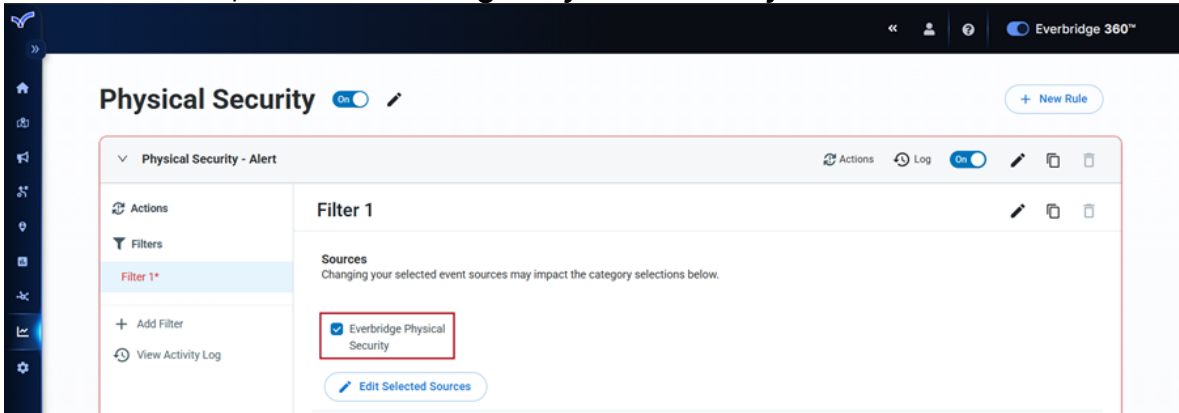 Everbridge 360™
Physical Security On
+ New Rule
Physical Security - Alert Actions Log On
Actions
Filter 1
Filters
Sources
Changing your selected event sources may impact the category selections below.
Filter 1*
+ Add Filter
Everbridge Physical
Security
View Activity Log
Edit Selected Sources